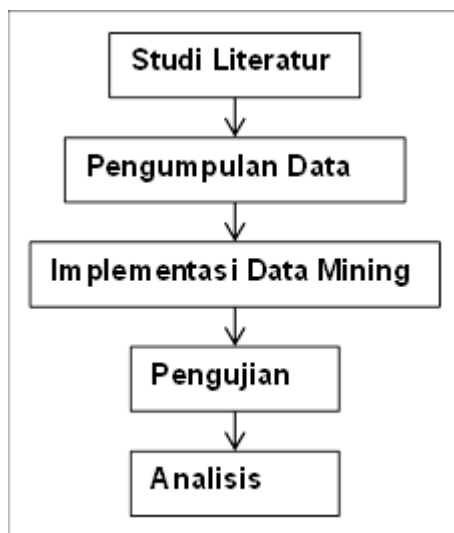 Studi Literatur
Pengumpulan Data
Implementasi Data Mining
Pengujian
Analisis